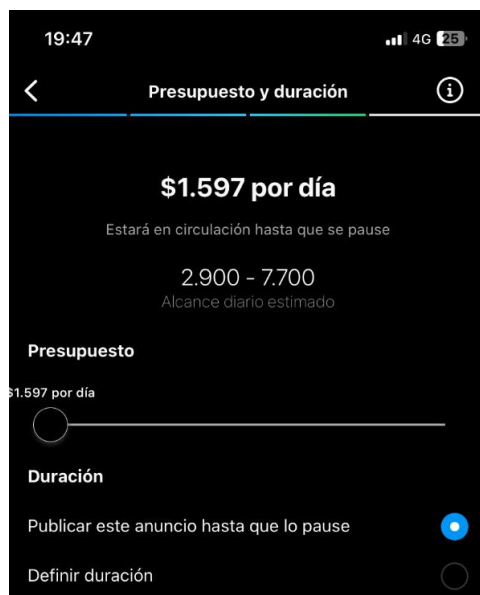 19:47
4G 25
Presupuesto y duración
$1.597 por día
Estará en circulación hasta que se pause
2.900 - 7.700
Alcance diario estimado
Presupuesto
$1.597 por día
Duración
Publicar este anuncio hasta que lo pause
Definir duración